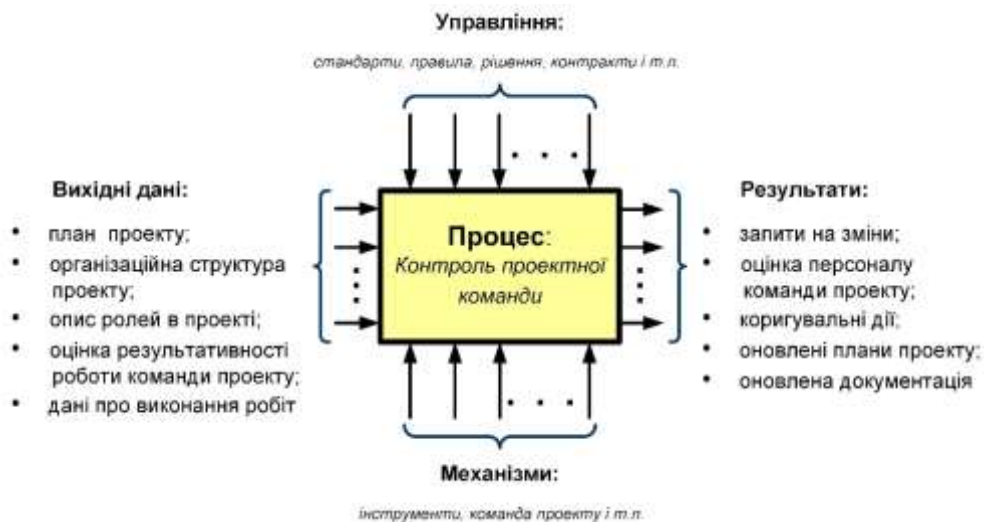 Управління:
стандарти, правила, рішення, контракти і т.п.
Вихідні дані:
• план проекту;
• організаційна структура
проекту;
• опис ролей в проекті;
• оцінка результативності
роботи команди проекту;
• дані про виконання робіт
Процес:
Контроль проектної
команди
Результати:
• запити на зміни;
• оцінка персоналу
команди проекту;
• коригувальні дії;
• оновлені плани проекту;
• оновлена документація
Механізми:
інструменти, команда проекту і т.п.